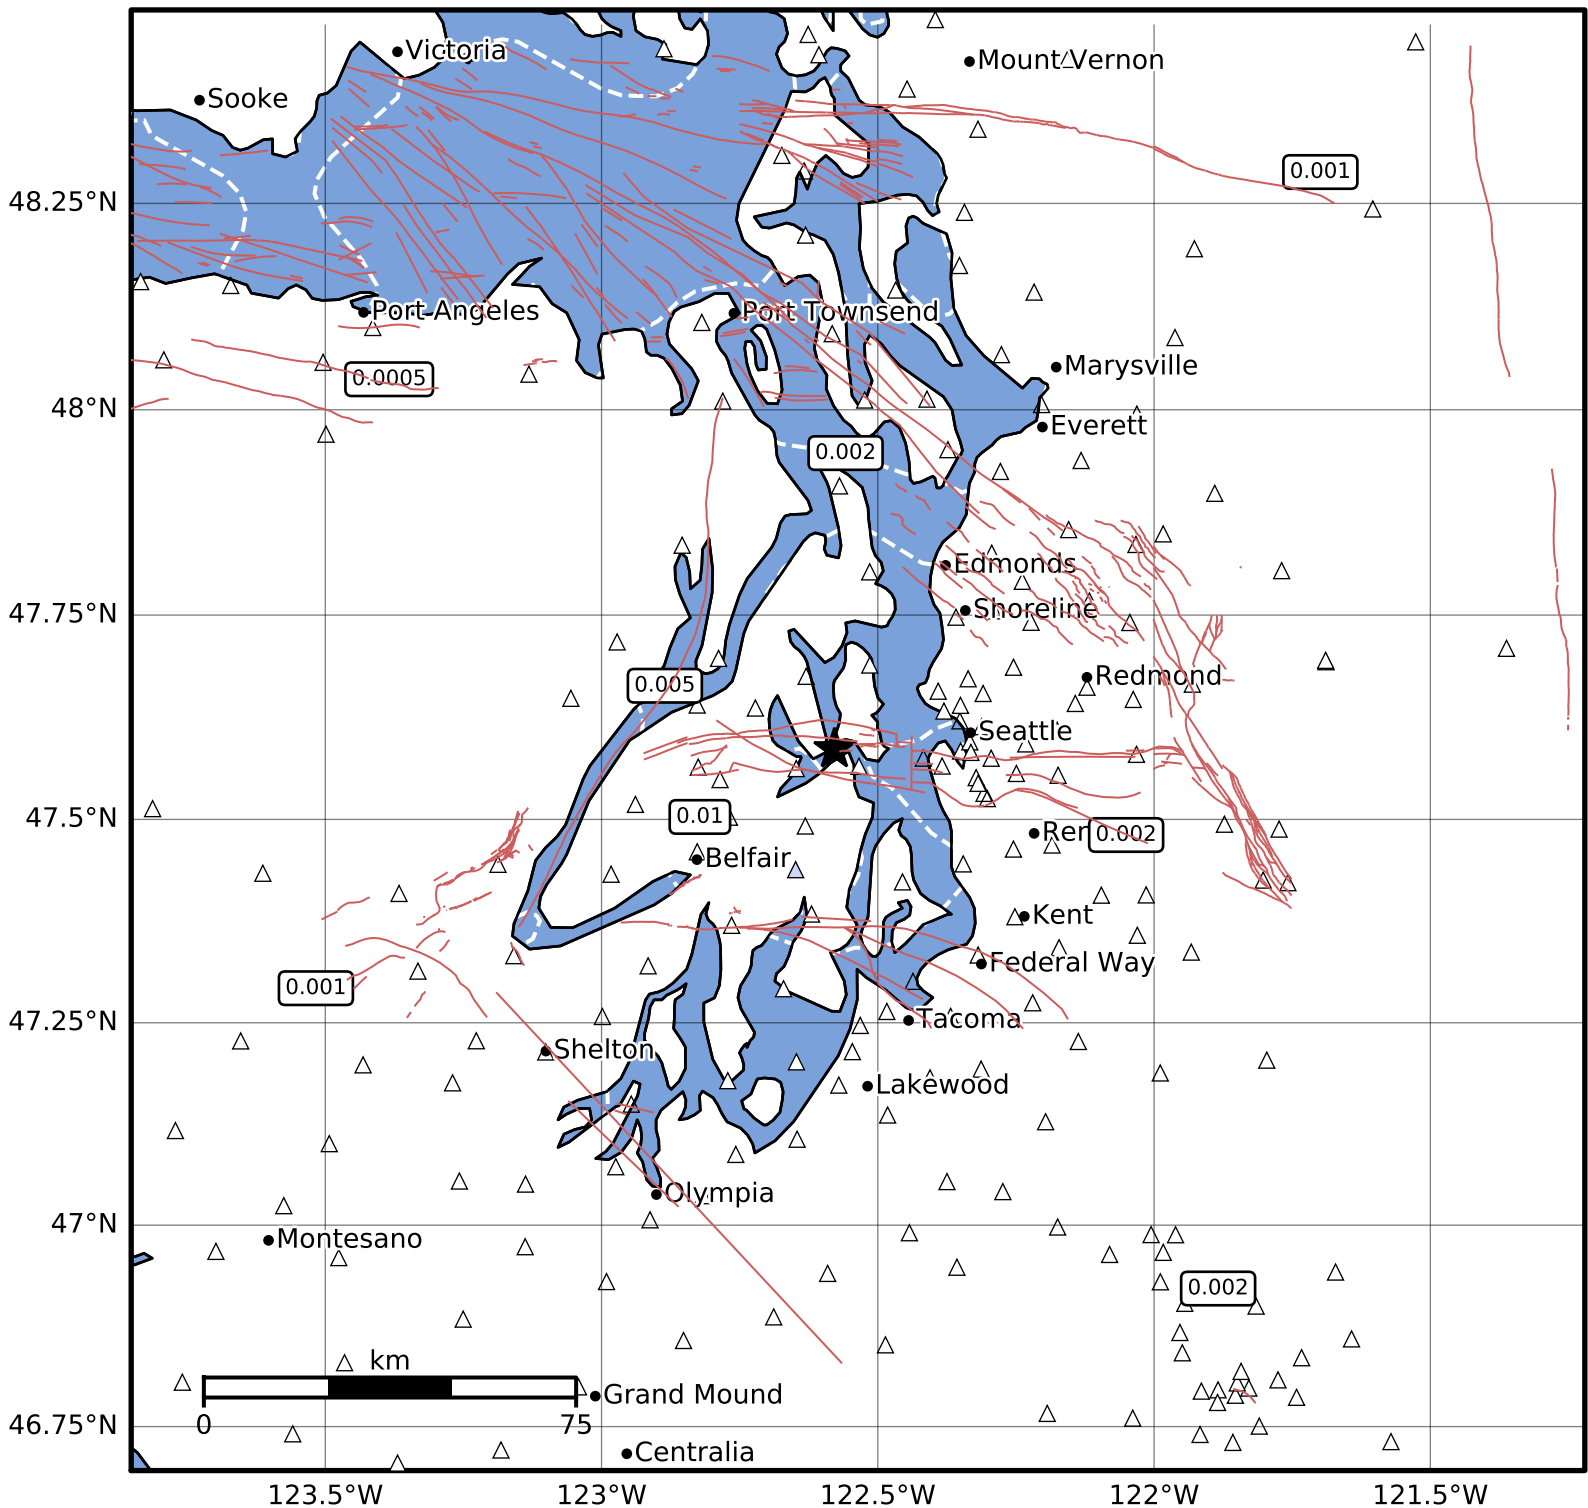 Victoria
Mount Vernon
Sooke
0.001
48.25°N
Port Angeles
Port Townsend
Marysville
0.0005
48°N
Everett
0.002
Edmonds
Shoreline
47.75°N
Redmond
0.005
Seattle
47.5°N
0.01
Ren
0.002
Belfair
Kent
Federal Way
0.001
47.25°N
Tacoma
Shelton
Lakewood
Olympia
47°N
Montesano
0.002
km
Grand Mound
0
75
46.75°N
Centralia
123.5°W
123°W
122.5°W
122°W
121.5°W